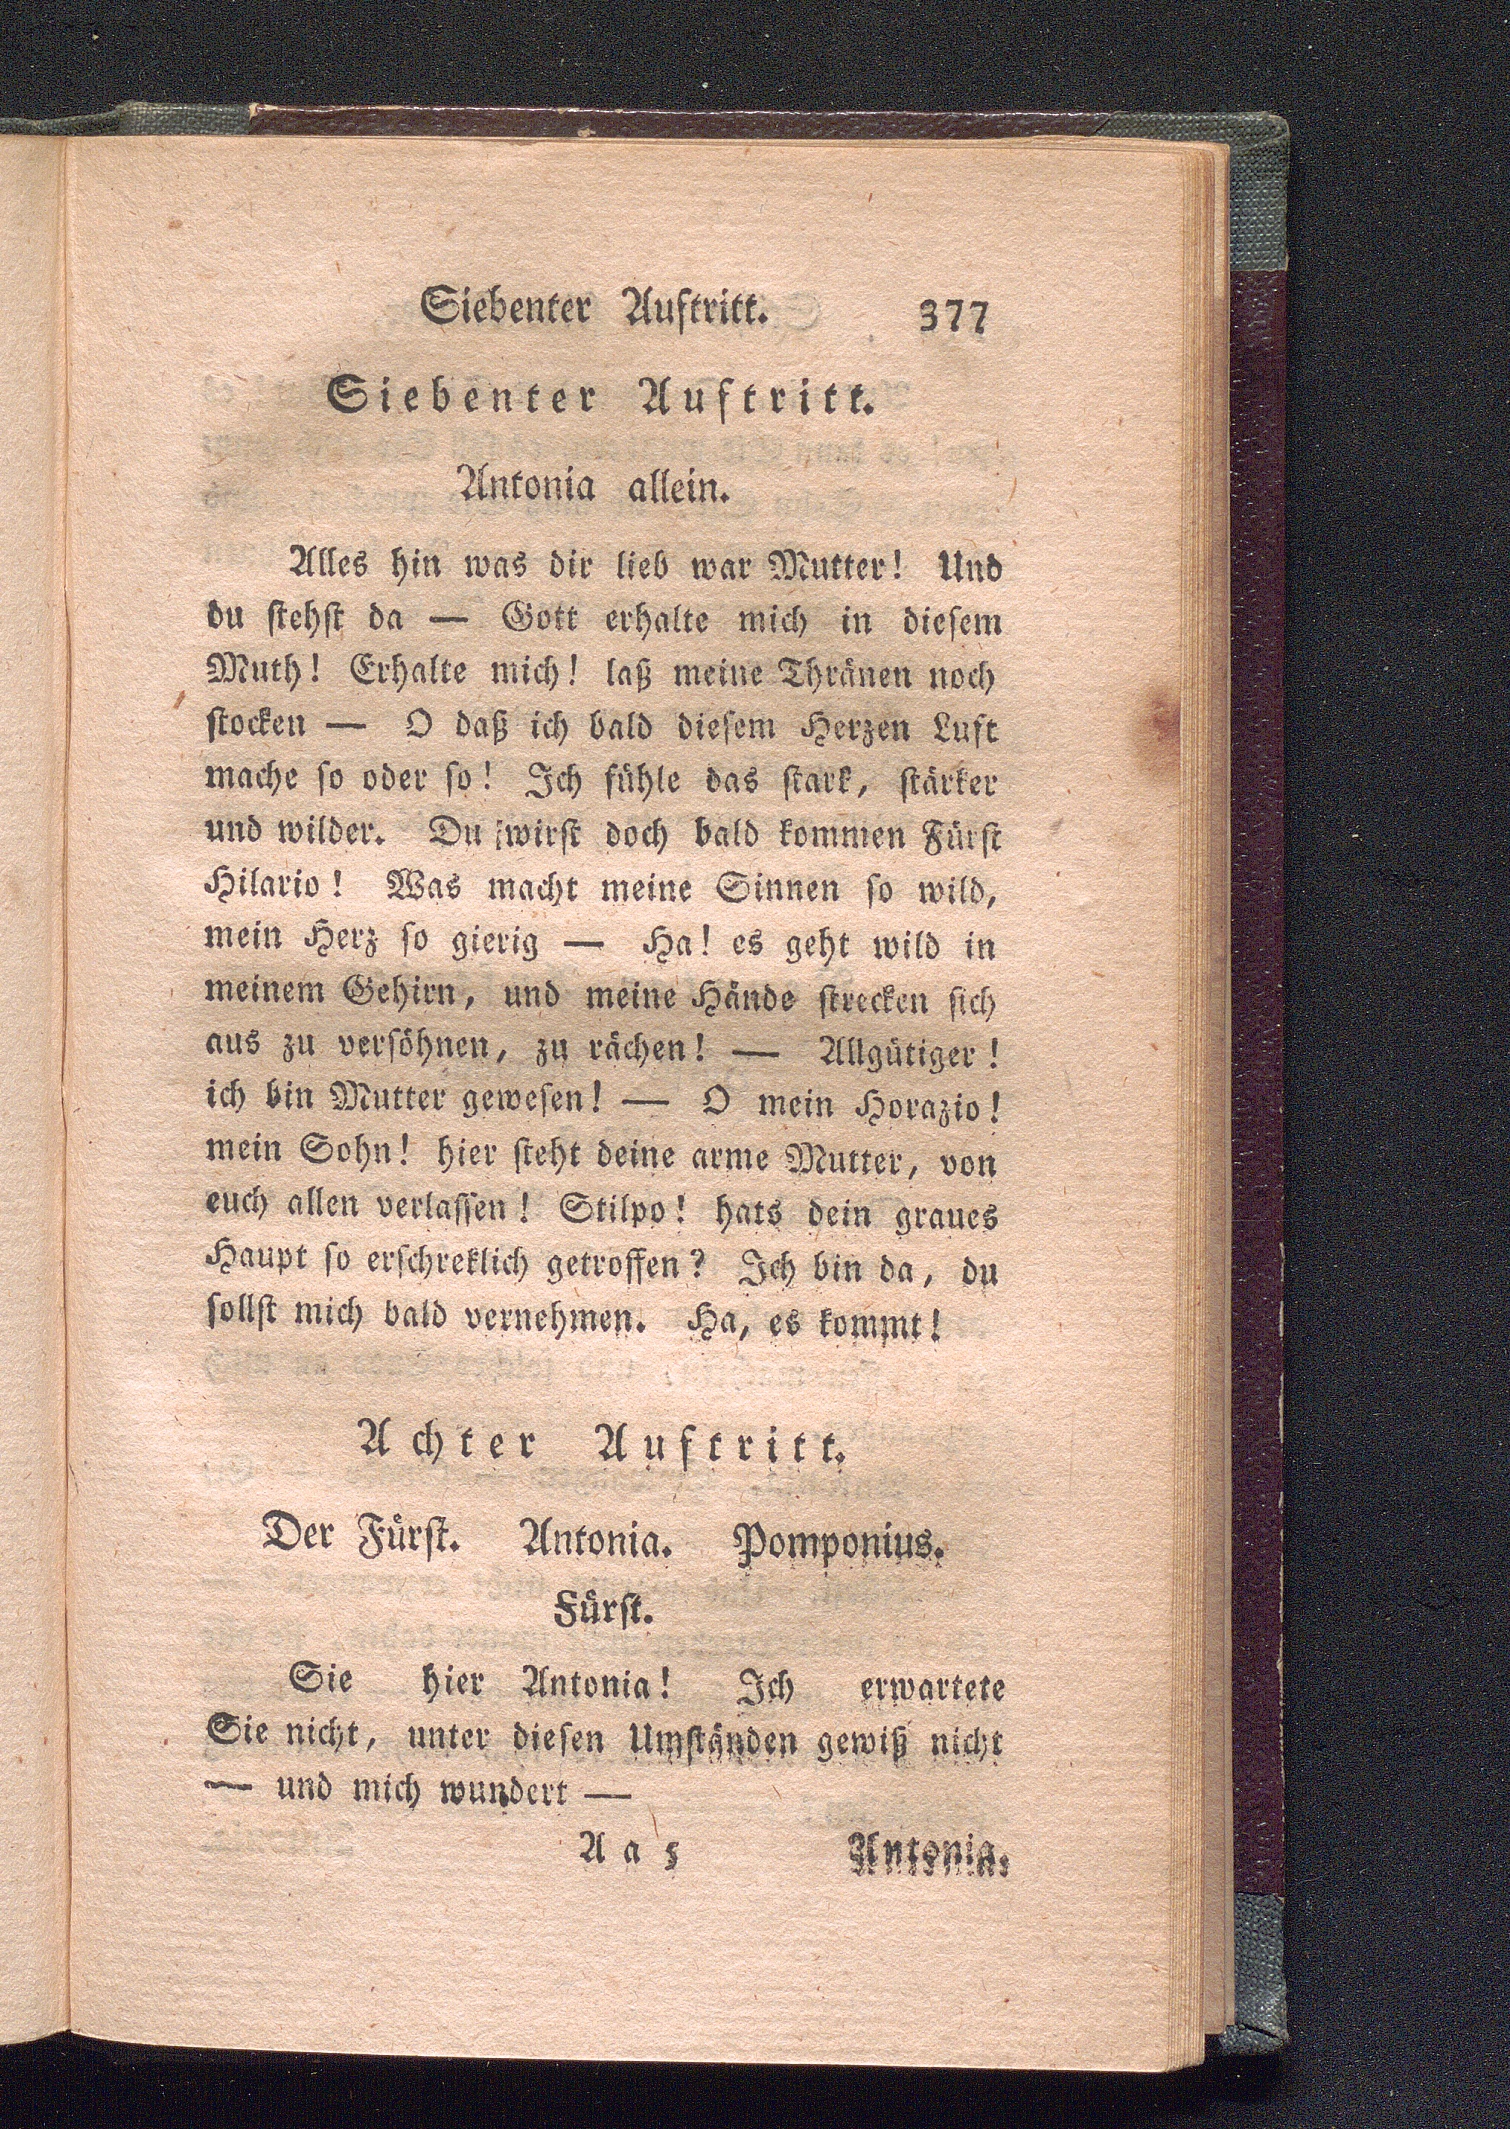 Siebenter Auftritt. 377
Siebenter Auftritt.
Antonia allein.
Alles hin was dir lieb war Mutter! Und
du ſtehſt da — Gott erhalte mich in dieſem
Muth! Erhalte mich! laß meine Thränen noch
ſtocken — O daß ich bald dieſem Herzen Luft
mache ſo oder ſo! Ich fühle das ſtark, ſtärker
und wilder. Du wirſt doch bald kommen Fürſt
Hilario! Was macht meine Sinnen ſo wild,
mein Herz ſo gierig — Ha! es geht wild in
meinem Gehirn, und meine Hände ſtrecken ſich
aus zu verſöhnen, zu rächen! — Allgütiger!
ich bin Mutter geweſen! — O mein Horazio!
mein Sohn! hier ſteht deine arme Mutter, von
euch allen verlaſſen! Stilpo! hats dein graues
Haupt ſo erſchreklich getroffen? Ich bin da, du
ſollſt mich bald vernehmen. Ha, es kommt!
Achter Auftritt.
Der Fürſt. Antonia. Pomponius.
Fürſt.
Sie hier Antonia! Ich erwartete
Sie nicht, unter dieſen Umſtänden gewiß nicht
— und mich wundert —
A a 5 Antonia.